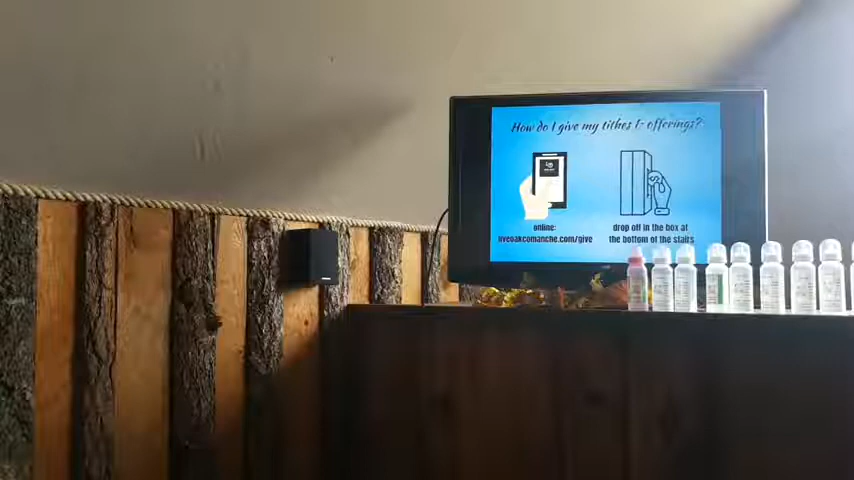 How do I give my tithes & offerings?
online:
liveoakcomanche.com/give
drop off in the box at
the bottom of the stairs